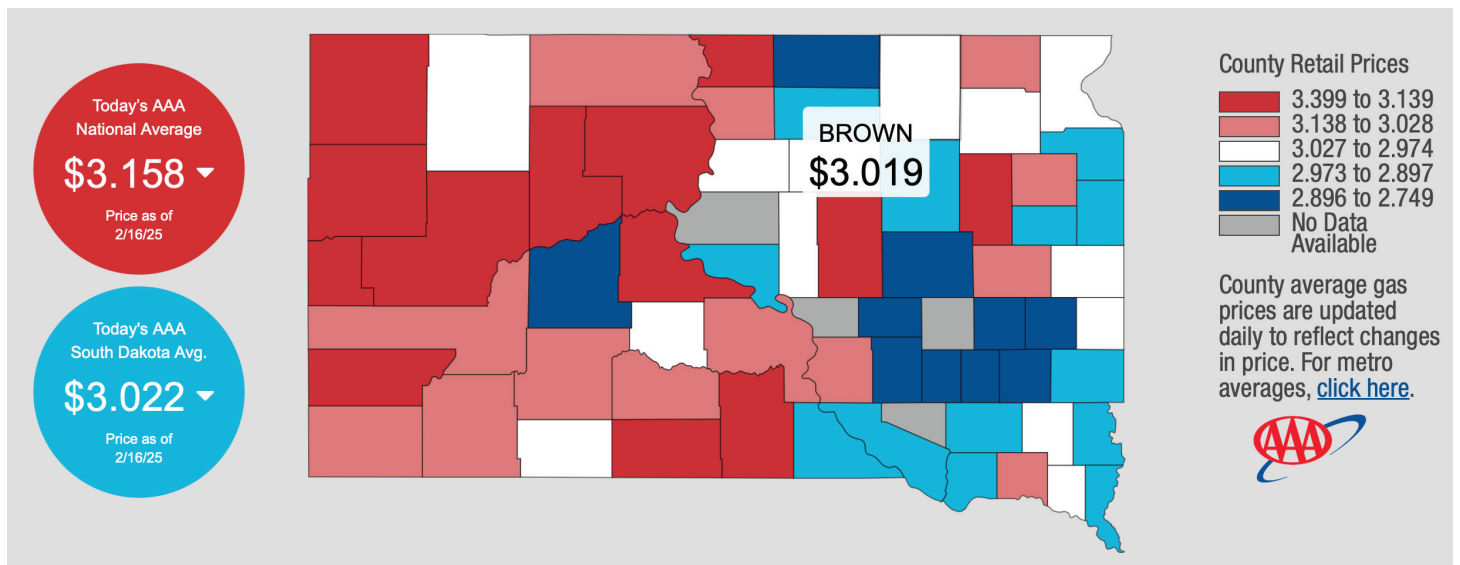 Today's AAA
National Average
$3.158
Price as of
2/16/25
Today's AAA
South Dakota Avg.
$3.022
Price as of
2/16/25
BROWN
$3.019
County Retail Prices
3.399 to 3.139
3.138 to 3.028
3.027 to 2.974
2.973 to 2.897
2.896 to 2.749
No Data
Available
County average gas
prices are updated
daily to reflect changes
in price. For metro
averages, click here.
AAA